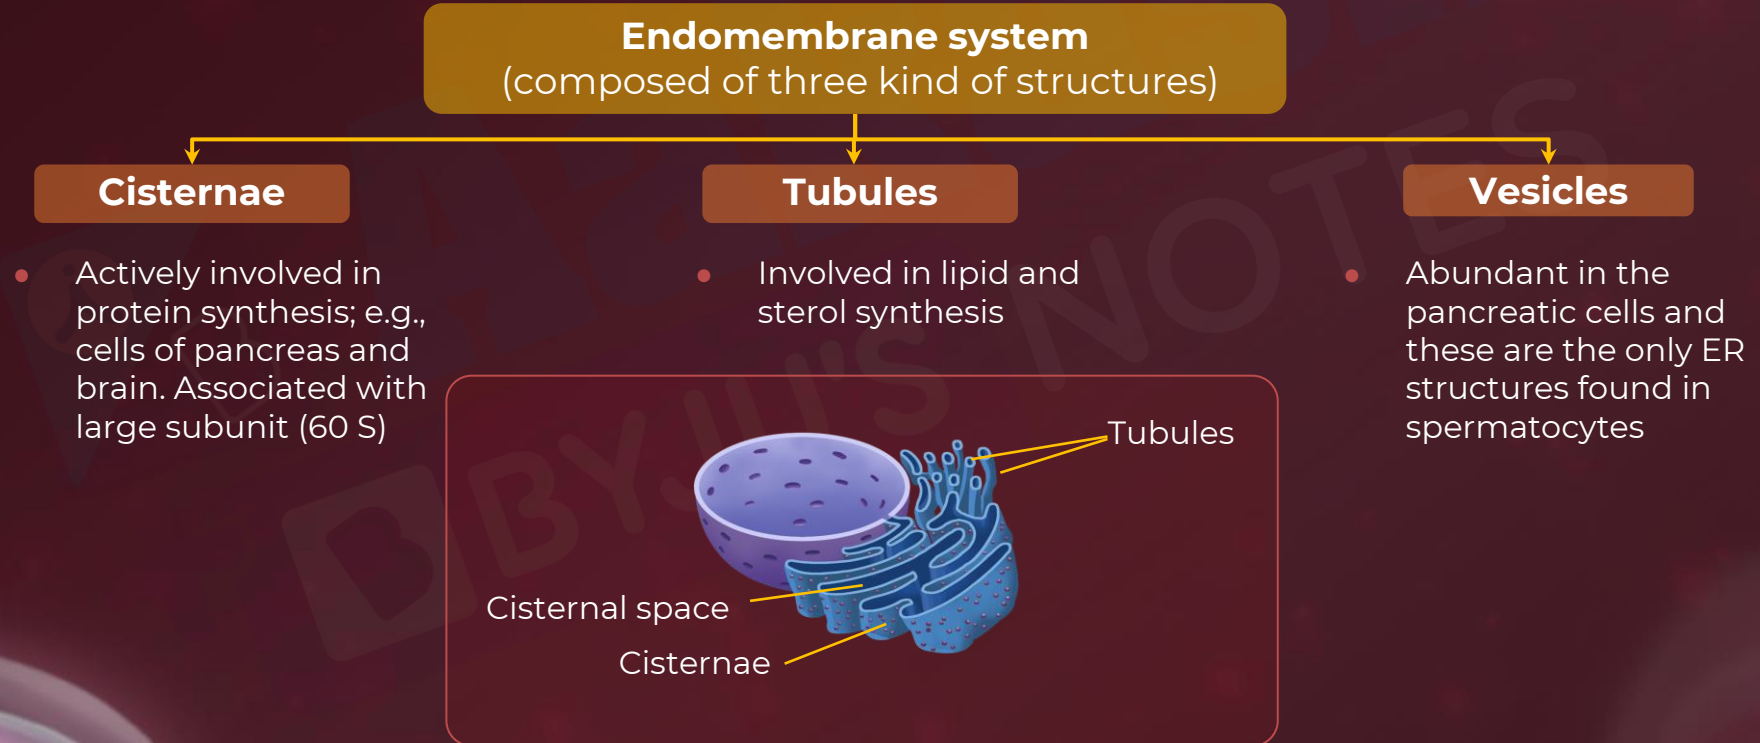 Endomembrane system
(composed of three kind of structures)
Cisternae
Tubules
Vesicles
Actively involved in
protein synthesis; e.g.,
cells of pancreas and
brain. Associated with
large subunit (60 S)
Involved in lipid and
sterol synthesis
Abundant in the
pancreatic cells and
these are the only ER
structures found in
spermatocytes
Tubules
Cisternal space
Cisternae
BYJU'S NOTES